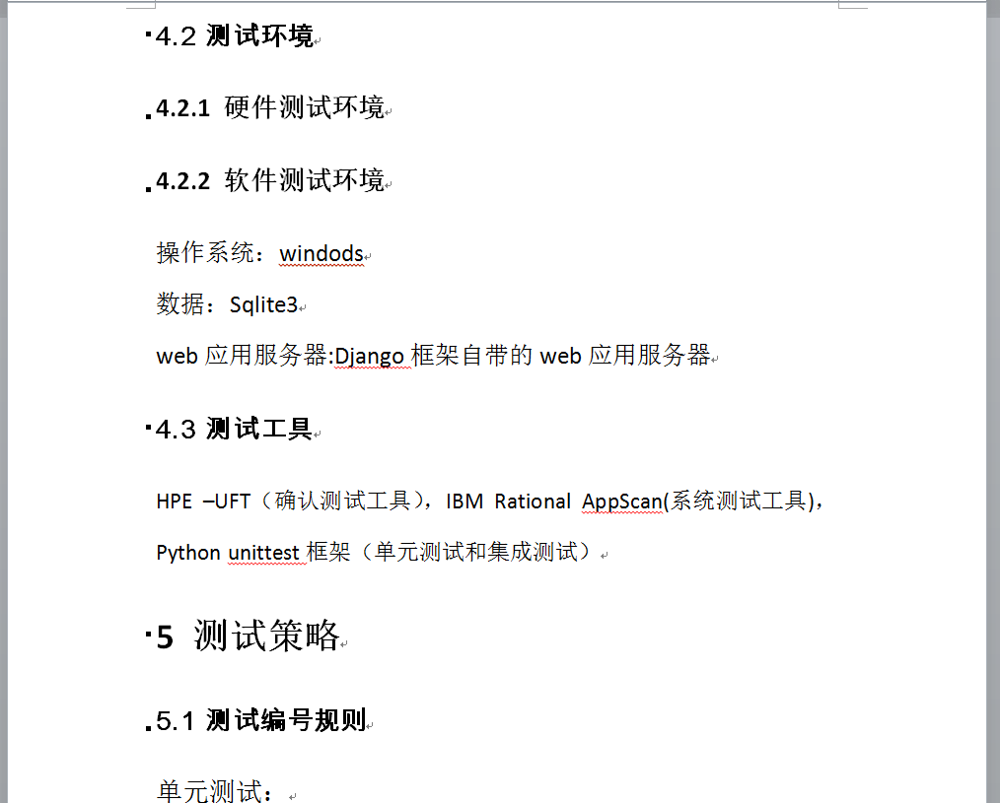 4.2 测试环境
4.2.1 硬件测试环境
4.2.2 软件测试环境
操作系统：windods
数据：Sqlite3
web 应用服务器:Django 框架自带的 web 应用服务器
4.3 测试工具
HPE –UFT（确认测试工具），IBM Rational AppScan(系统测试工具)，
Python unittest 框架（单元测试和集成测试）
5 测试策略
5.1 测试编号规则
单元测试：